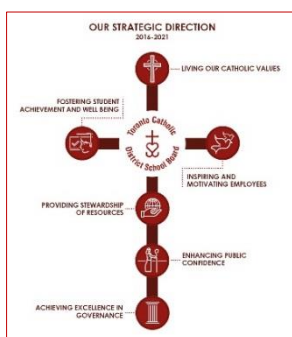 OUR STRATEGIC DIRECTION
2016-2021
LIVING OUR CATHOLIC VALUES
FOSTERING STUDENT
ACHIEVEMENT AND WELL BEING
Toronto Catholic
District School Board
INSPIRING AND
MOTIVATING EMPLOYEES
PROVIDING STEWARDSHIP
OF RESOURCES
ENHANCING PUBLIC
CONFIDENCE
ACHIEVING EXCELLENCE IN
GOVERNANCE